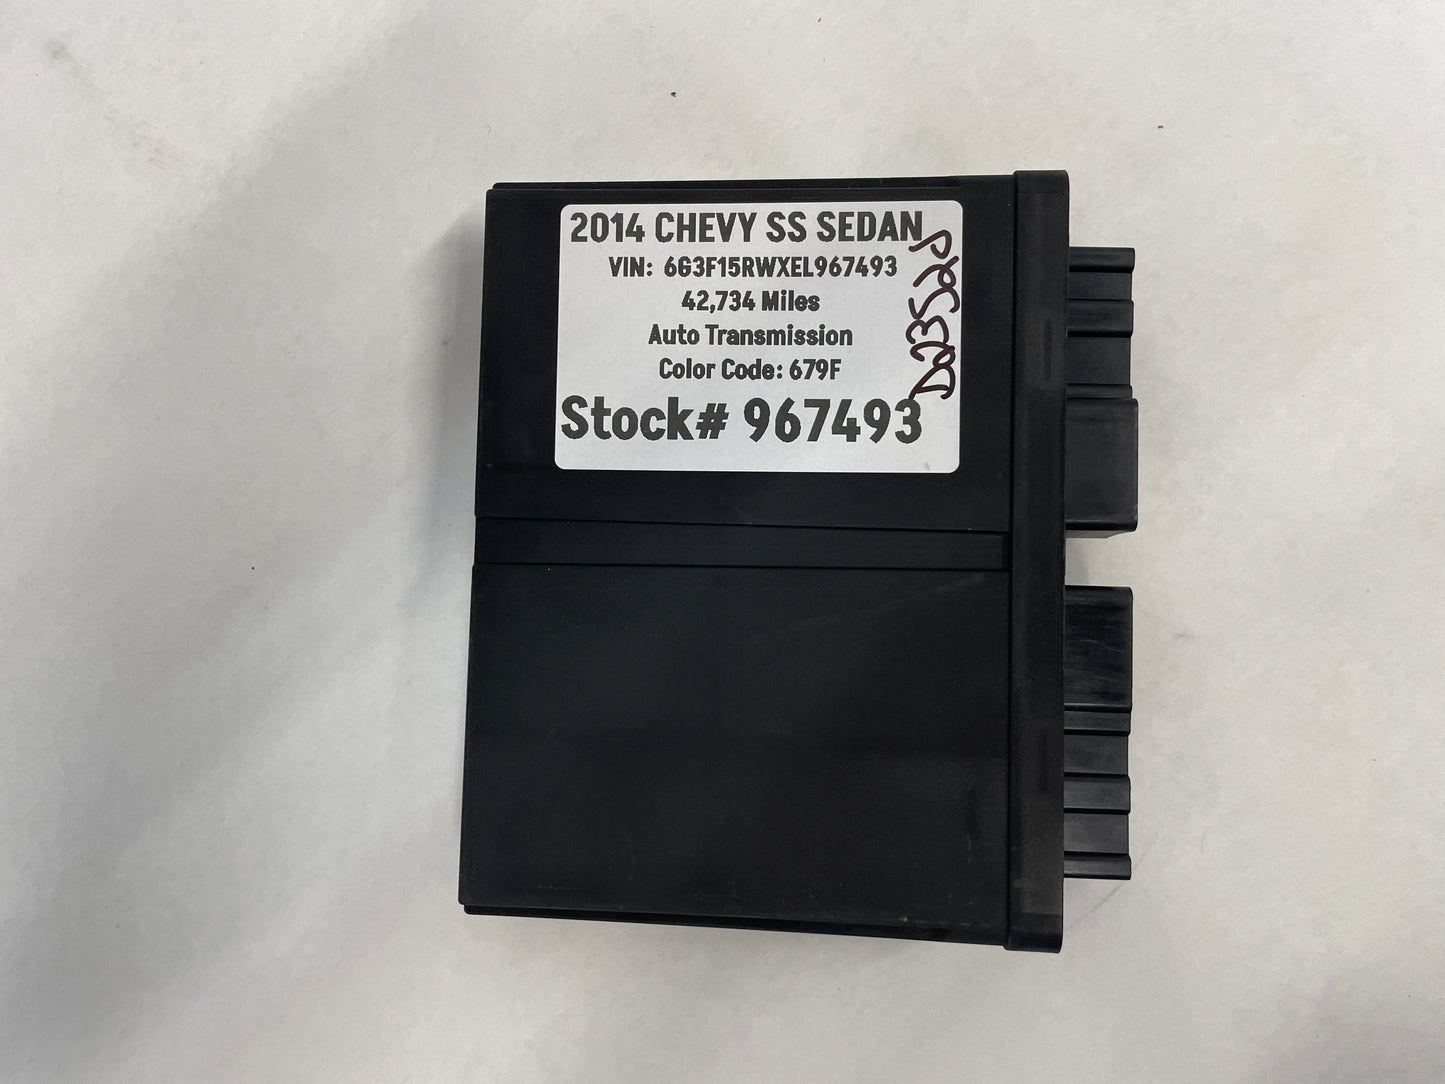 2014 CHEVY SS SEDAN
VIN: 6G3F15RWXEL967493
42,734 Miles
Auto Transmission
Color Code: 679F
Stock# 967493